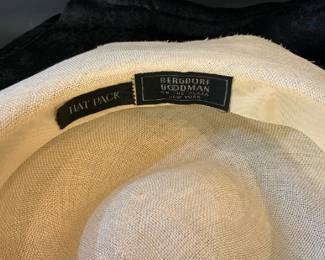 HAT PACK
BERGDORF
GOODMAN
ON THE PLAZA
NEW YORK